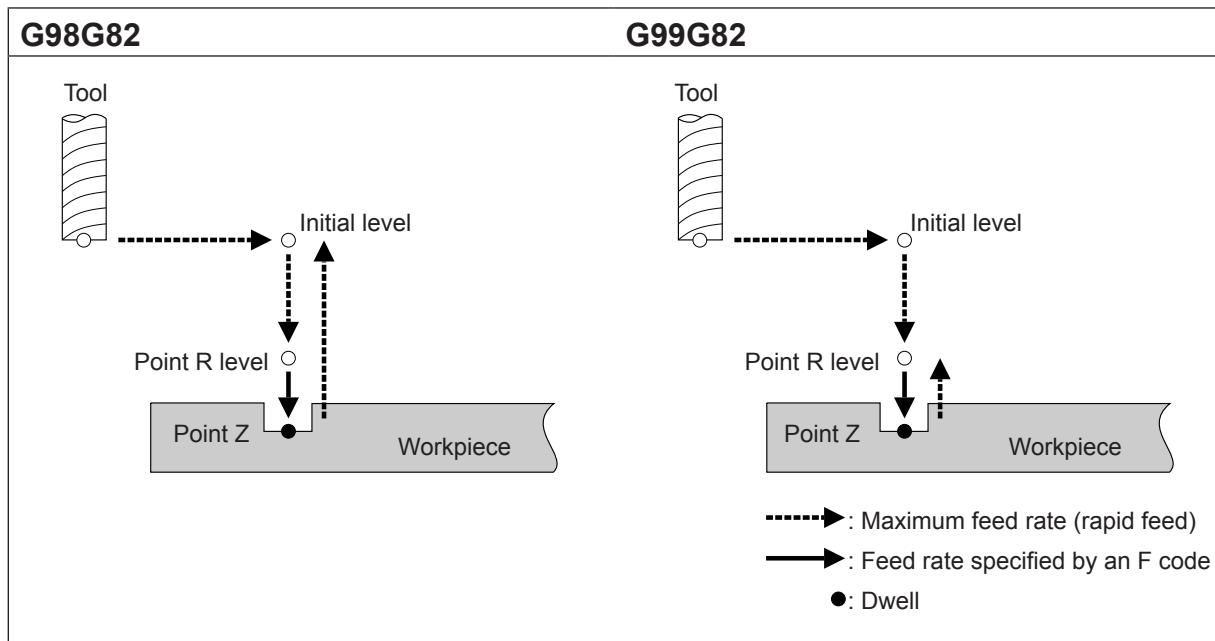 G98G82
G99G82
Tool
Initial level
Point R level
Point Z
Workpiece
Tool
Initial level
Point R level
Point Z
Workpiece
: Maximum feed rate (rapid feed)
: Feed rate specified by an F code
: Dwell